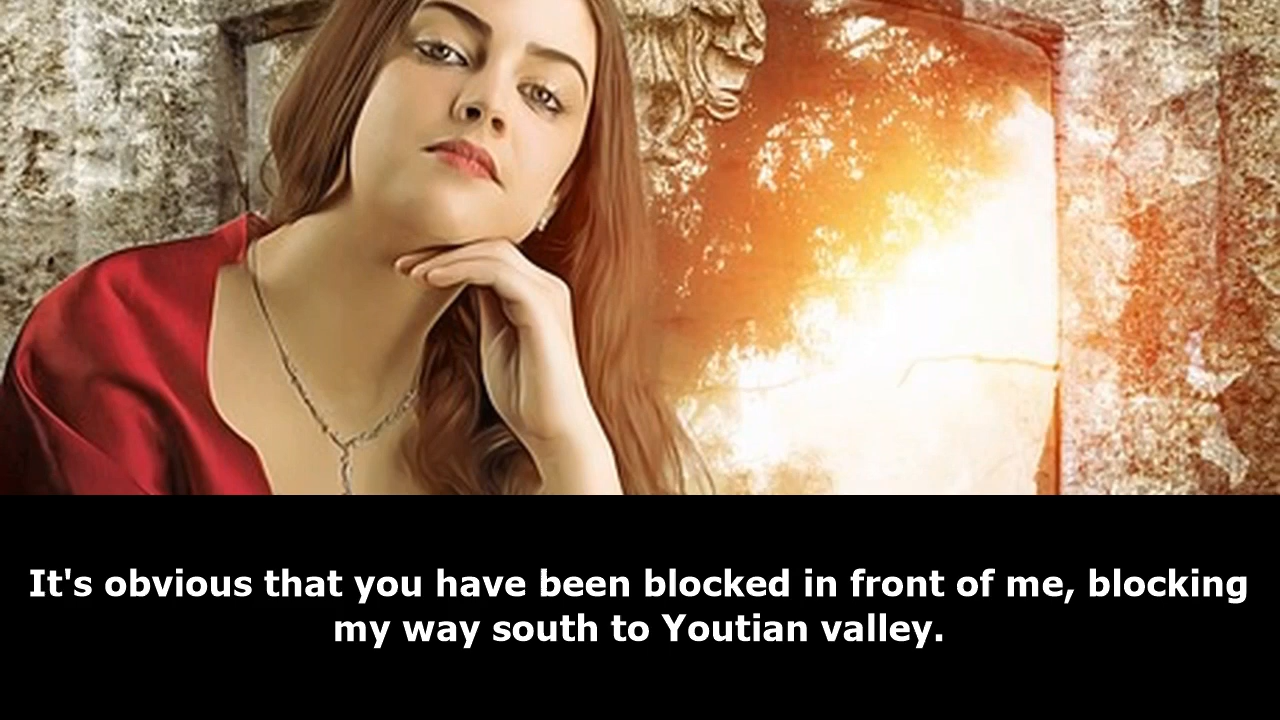 It's obvious that you have been blocked in front of me, blocking
my way south to Youtian valley.